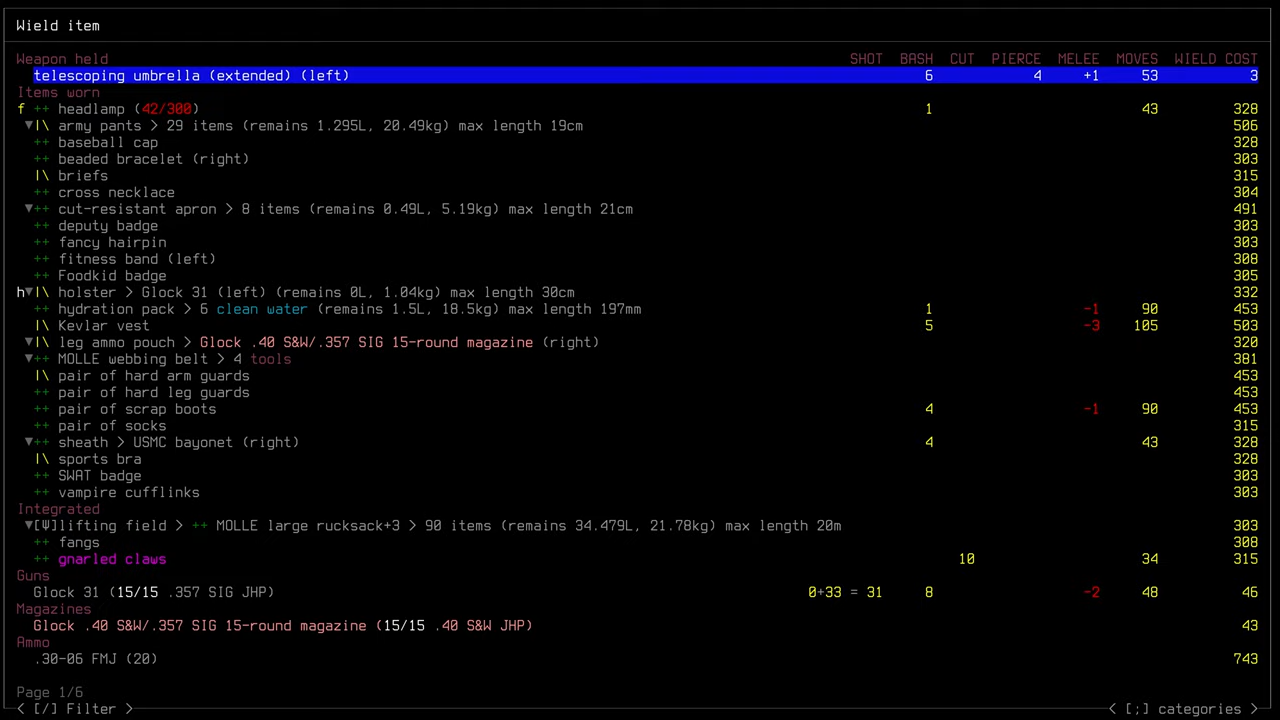 Wield item
Weapon held SHOT BASH CUT PIERCE MELEE MOVES WIELD COST
telescoping umbrella (extended) (left) 6 4 +1 53 3
Items worn
f ++ headlamp (42/300) 1 43 328
▼|\ army pants > 29 items (remains 1.295L, 20.49kg) max length 19cm 506
++ baseball cap 328
++ beaded bracelet (right) 303
|\ briefs 315
++ cross necklace 304
▼++ cut-resistant apron > 8 items (remains 0.49L, 5.19kg) max length 21cm 491
++ deputy badge 303
++ fancy hairpin 303
++ fitness band (left) 308
++ Foodkid badge 305
h▼|\ holster > Glock 31 (left) (remains 0L, 1.04kg) max length 30cm 332
++ hydration pack > 6 clean water (remains 1.5L, 18.5kg) max length 197mm 1 -1 90 453
|\ Kevlar vest 5 -3 105 503
▼|\ leg ammo pouch > Glock .40 S&W/.357 SIG 15-round magazine (right) 320
▼++ MOLLE webbing belt > 4 tools 381
|\ pair of hard arm guards 453
++ pair of hard leg guards 453
++ pair of scrap boots 4 -1 90 453
++ pair of socks 315
▼++ sheath > USMC bayonet (right) 4 43 328
|\ sports bra 328
++ SWAT badge 303
++ vampire cufflinks 303
Integrated
▼[Ψ]lifting field > ++ MOLLE large rucksack+3 > 90 items (remains 34.479L, 21.78kg) max length 20m 303
++ fangs 308
++ gnarled claws 10 34 315
Guns
Glock 31 (15/15 .357 SIG JHP) 0+33 = 31 8 -2 48 46
Magazines
Glock .40 S&W/.357 SIG 15-round magazine (15/15 .40 S&W JHP) 43
Ammo
.30-06 FMJ (20) 743
Page 1/6
< [/] Filter > < [;] categories >